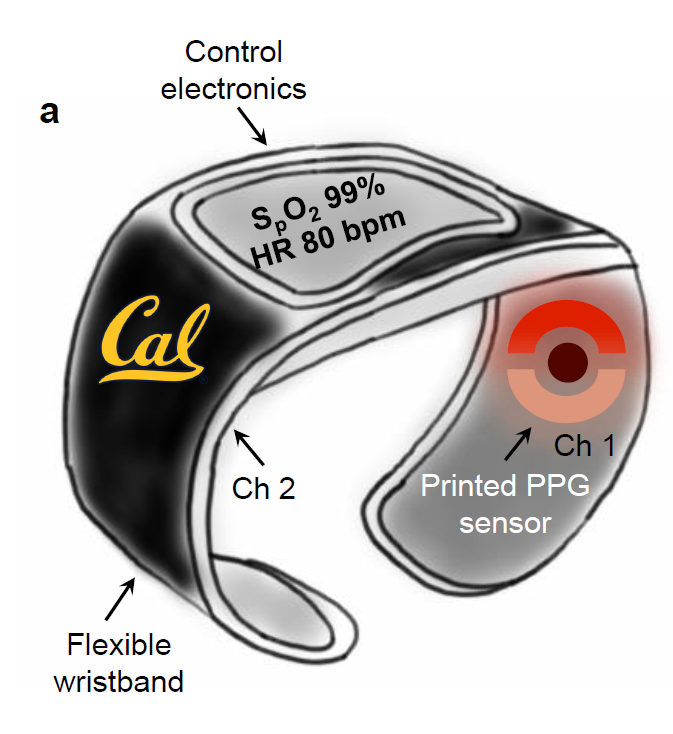 Control
electronics
a
SpO2 99%
HR 80 bpm
Cal
Ch 1
Ch 2
Printed PPG
sensor
Flexible
wristband